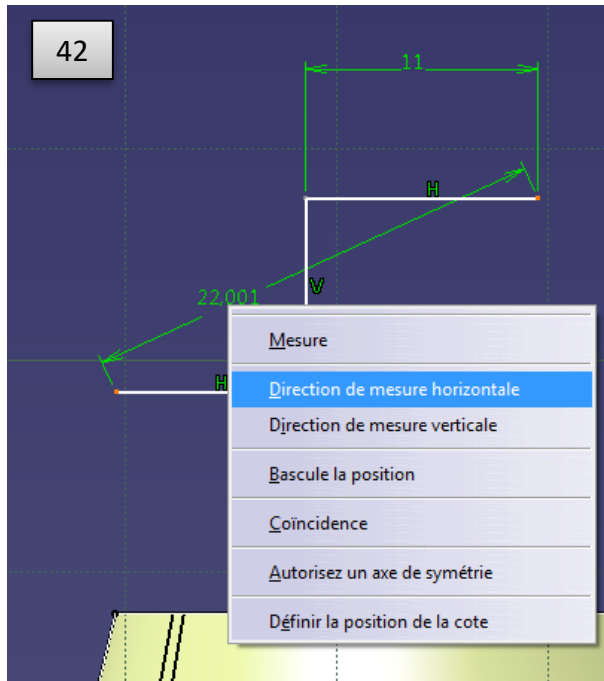 42
11
H
V
22,001
H
Mesure
Direction de mesure horizontale
Direction de mesure verticale
Bascule la position
Coïncidence
Autorisez un axe de symétrie
Définir la position de la cote